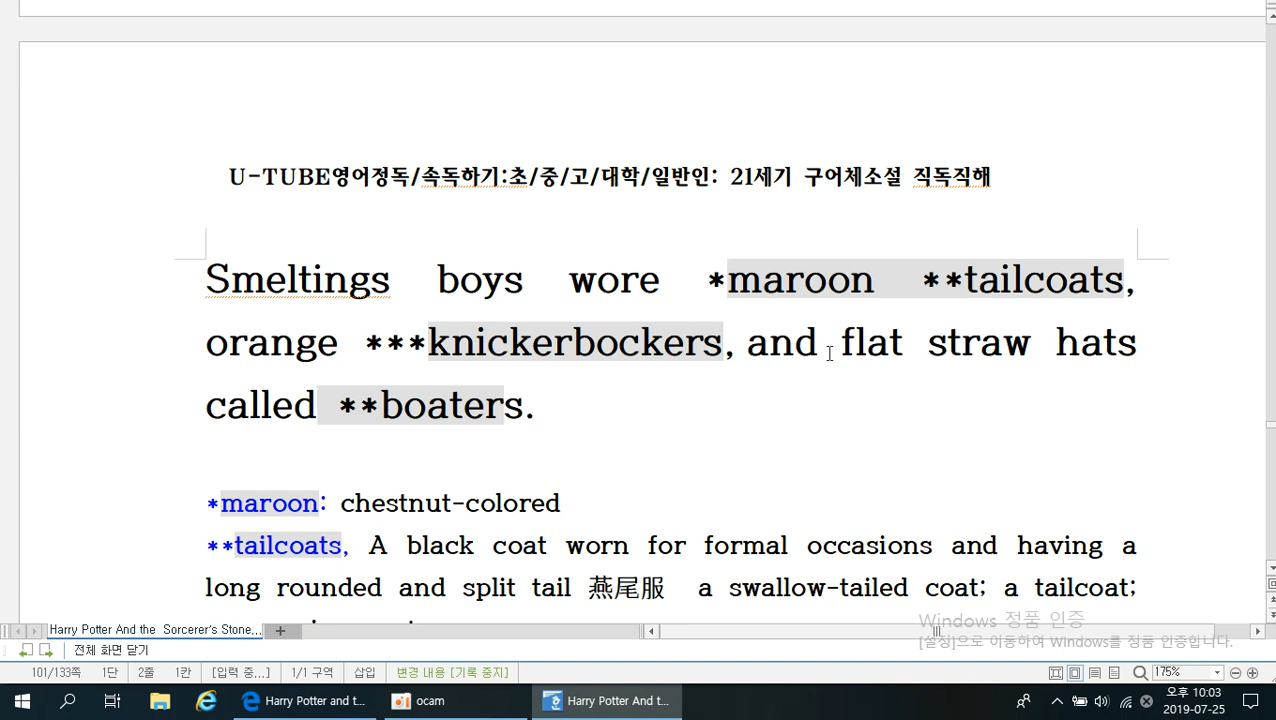 U-TUBE영어정독/속독하기:초/중/고/대학/일반인: 21세기 구어체소설 직독직해
Smeltings boys wore *maroon **tailcoats,
orange ***knickerbockers, and flat straw hats
called **boaters.
*maroon: chestnut-colored
**tailcoats, A black coat worn for formal occasions and having a
long rounded and split tail 燕尾服 a swallow-tailed coat; a tailcoat;
Windows 정품 인증
[설정]으로 이동하여 Windows를 정품 인증합니다.
Harry Potter And the Sorcerer's Stone...
전체 화면 닫기
101/133쪽 1단 2줄 1칸 [입력 중...] 1/1 구역 삽입 변경 내용 [기록 중지] 175%
Harry Potter and t... ocam Harry Potter And t... 오후 10:03
2019-07-25